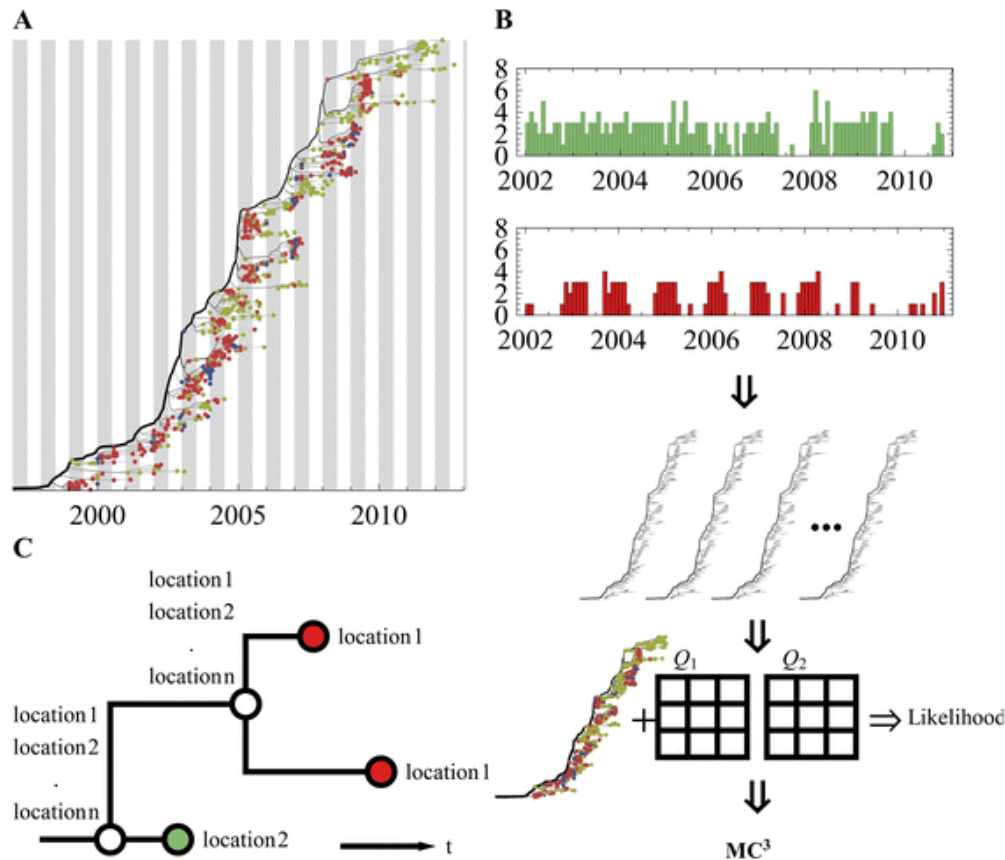 A
2000 2005 2010
B
8
6
4
2
0
2002 2004 2006 2008 2010
8
6
4
2
0
2002 2004 2006 2008 2010
⇓
•••
⇓
+
Q1 Q2
⇒ Likelihood
⇓
MC³
C
location1
location2
.
locationn
location1
location1
location2
.
locationn
location1
location2
t